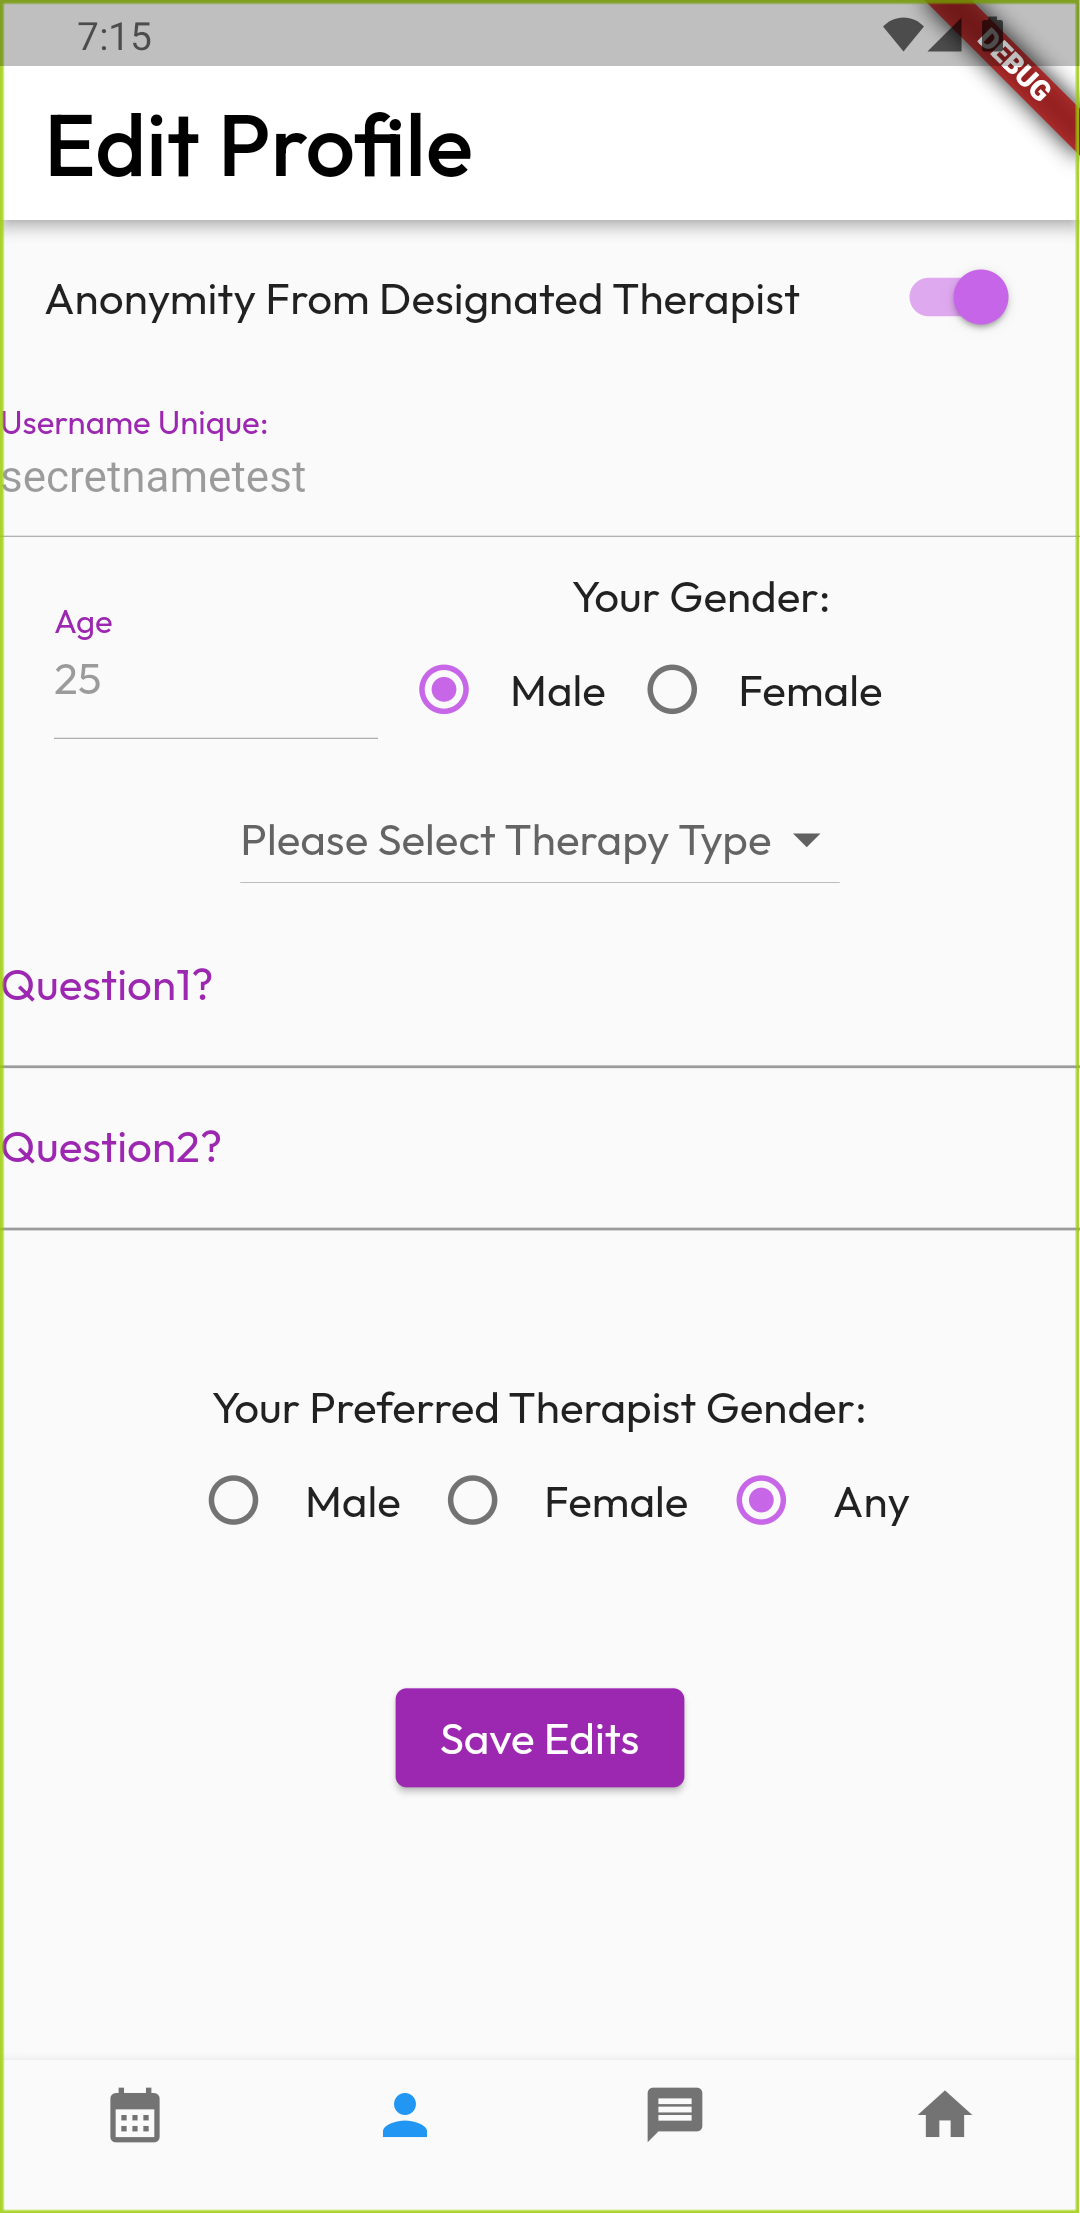 7:15
DEBUG
Edit Profile
Anonymity From Designated Therapist
Username Unique:
secretnametest
Your Gender:
Age
25
Male Female
Please Select Therapy Type
Question1?
Question2?
Your Preferred Therapist Gender:
Male Female Any
Save Edits